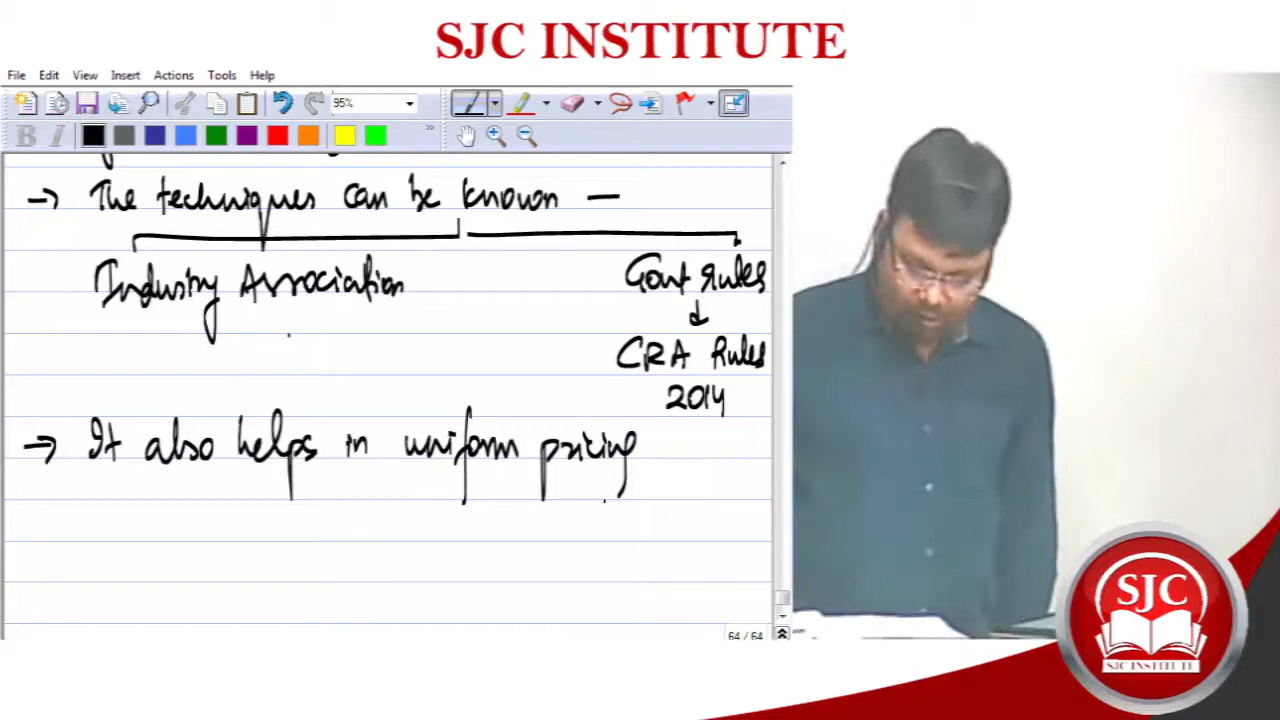 SJC INSTITUTE
File Edit View Insert Actions Tools Help
95%
B I
→ The techniques can be known —
Industry Association
Govt Rules
↓
CRA Rules
2014
→ It also helps in uniform pricing
64 / 64
SJC
SJC INSTITUTE